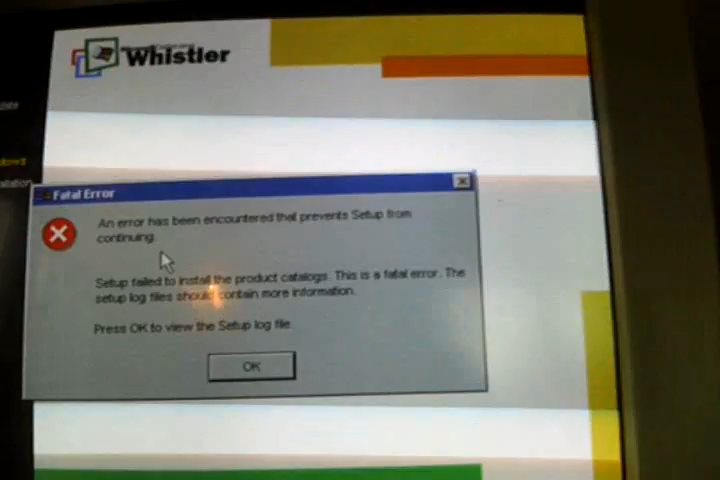 Whistler
Fatal Error
An error has been encountered that prevents Setup from
continuing.
Setup failed to install the product catalogs. This is a fatal error. The
setup log files should contain more information.
Press OK to view the Setup log file.
OK